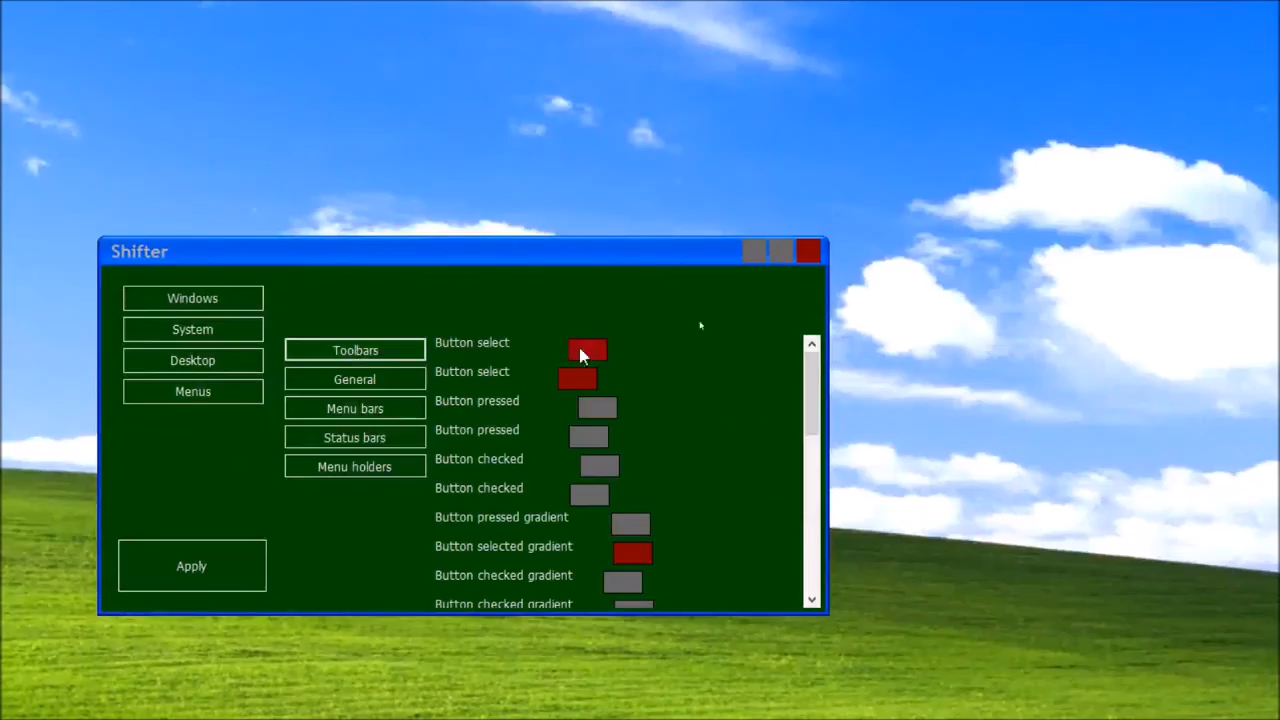 Shifter
Windows
System
Desktop
Menus
Apply
Toolbars
General
Menu bars
Status bars
Menu holders
Button select
Button select
Button pressed
Button pressed
Button checked
Button checked
Button pressed gradient
Button selected gradient
Button checked gradient
Button checked gradient